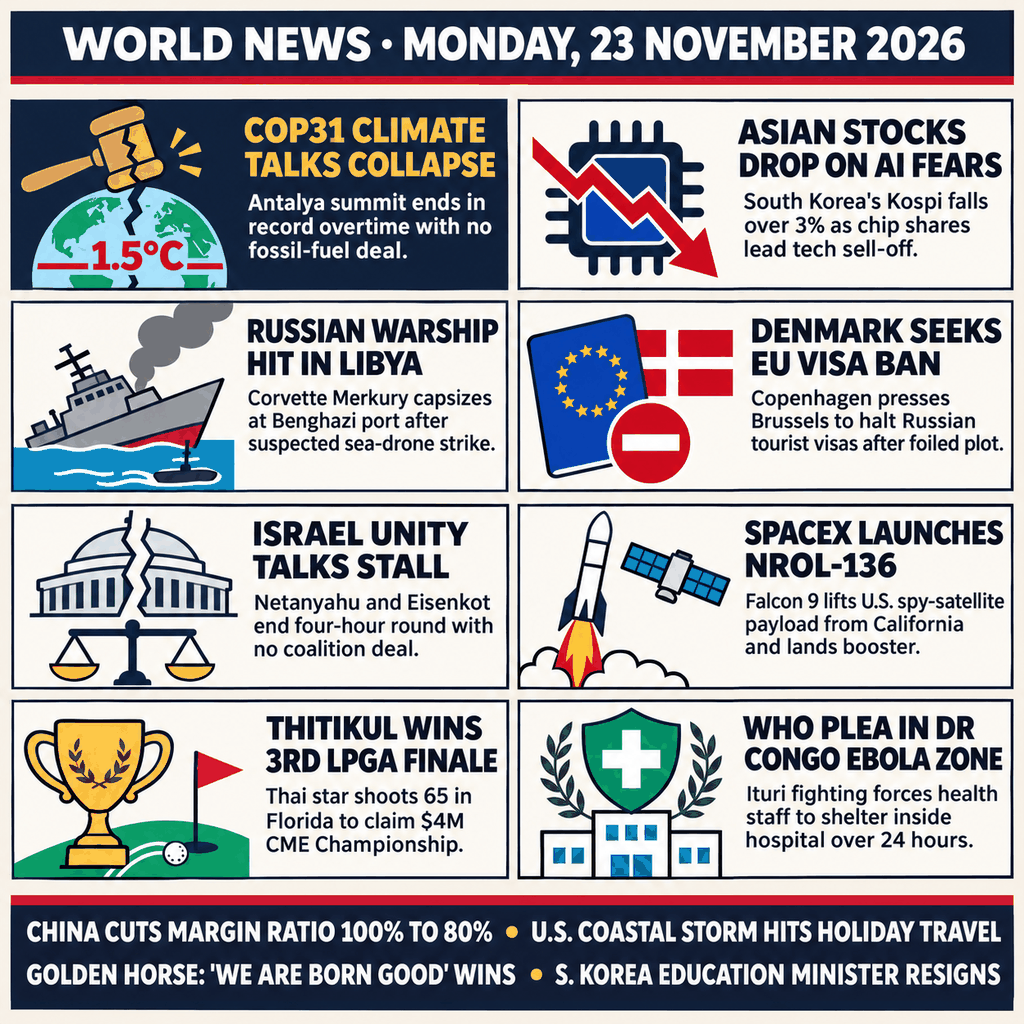 WORLD NEWS · MONDAY, 23 NOVEMBER 2026
COP31 CLIMATE
TALKS COLLAPSE
Antalya summit ends in
record overtime with no
fossil-fuel deal.
1.5°C
ASIAN STOCKS
DROP ON AI FEARS
South Korea's Kospi falls
over 3% as chip shares
lead tech sell-off.
RUSSIAN WARSHIP
HIT IN LIBYA
Corvette Merkury capsizes
at Benghazi port after
suspected sea-drone strike.
DENMARK SEEKS
EU VISA BAN
Copenhagen presses
Brussels to halt Russian
tourist visas after foiled plot.
ISRAEL UNITY
TALKS STALL
Netanyahu and Eisenkot
end four-hour round with
no coalition deal.
SPACEX LAUNCHES
NROL-136
Falcon 9 lifts U.S. spy-satellite
payload from California
and lands booster.
THITIKUL WINS
3RD LPGA FINALE
Thai star shoots 65 in
Florida to claim $4M
CME Championship.
WHO PLEA IN DR
CONGO EBOLA ZONE
Ituri fighting forces health
staff to shelter inside
hospital over 24 hours.
CHINA CUTS MARGIN RATIO 100% TO 80% • U.S. COASTAL STORM HITS HOLIDAY TRAVEL
GOLDEN HORSE: 'WE ARE BORN GOOD' WINS • S. KOREA EDUCATION MINISTER RESIGNS